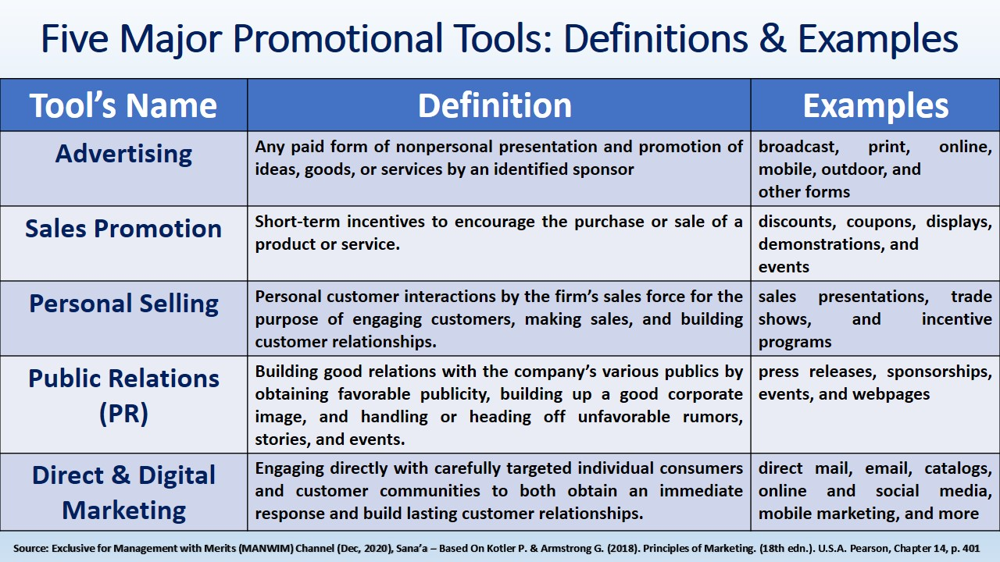 Five Major Promotional Tools: Definitions & Examples
Tool's Name
Definition
Examples
Advertising
Any paid form of nonpersonal presentation and promotion of
ideas, goods, or services by an identified sponsor
broadcast, print, online,
mobile, outdoor, and
other forms
Sales Promotion
Short-term incentives to encourage the purchase or sale of a
product or service.
discounts, coupons, displays,
demonstrations, and
events
Personal Selling
Personal customer interactions by the firm's sales force for the
purpose of engaging customers, making sales, and building
customer relationships.
sales presentations, trade
shows, and incentive
programs
Public Relations
(PR)
Building good relations with the company's various publics by
obtaining favorable publicity, building up a good corporate
image, and handling or heading off unfavorable rumors,
stories, and events.
press releases, sponsorships,
events, and webpages
Direct & Digital
Marketing
Engaging directly with carefully targeted individual consumers
and customer communities to both obtain an immediate
response and build lasting customer relationships.
direct mail, email, catalogs,
online and social media,
mobile marketing, and more
Source: Exclusive for Management with Merits (MANWIM) Channel (Dec, 2020), Sana'a – Based On Kotler P. & Armstrong G. (2018). Principles of Marketing. (18th edn.). U.S.A. Pearson, Chapter 14, p. 401